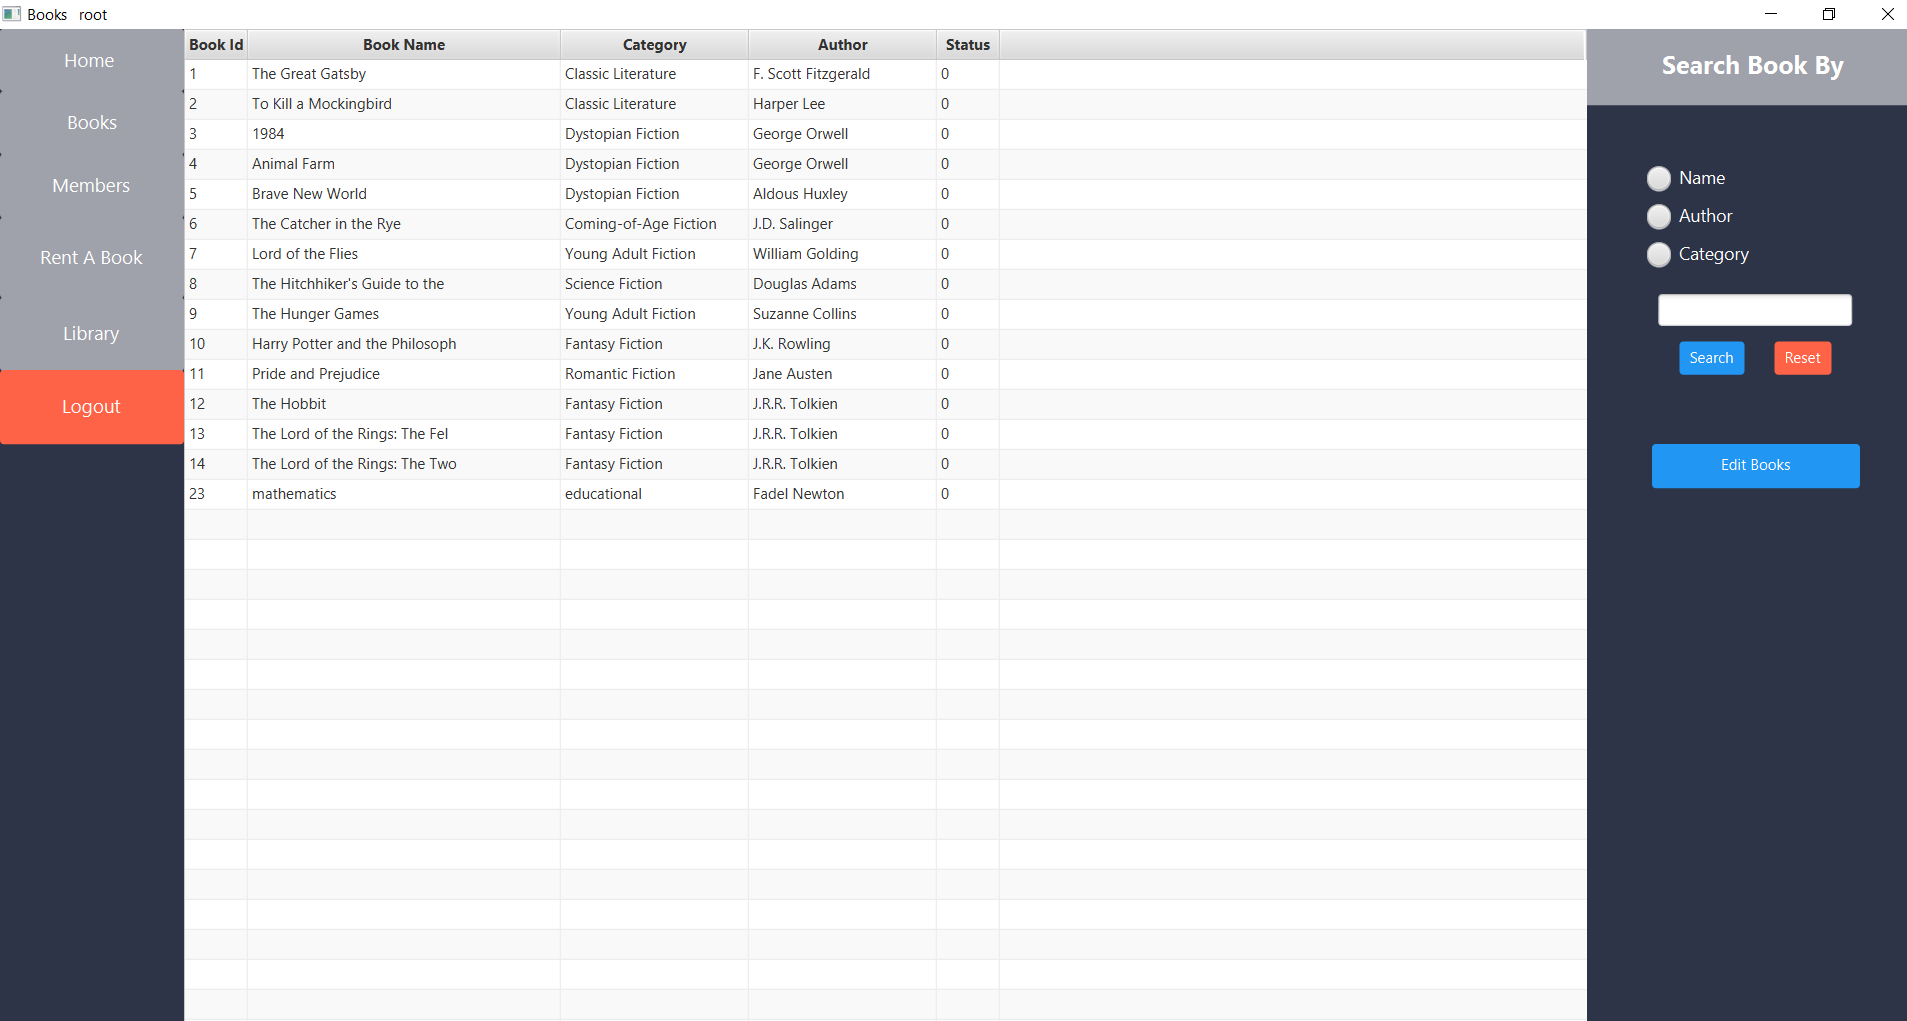 Books root
Home
Books
Members
Rent A Book
Library
Logout
Book Id Book Name Category Author Status
1 The Great Gatsby Classic Literature F. Scott Fitzgerald 0
2 To Kill a Mockingbird Classic Literature Harper Lee 0
3 1984 Dystopian Fiction George Orwell 0
4 Animal Farm Dystopian Fiction George Orwell 0
5 Brave New World Dystopian Fiction Aldous Huxley 0
6 The Catcher in the Rye Coming-of-Age Fiction J.D. Salinger 0
7 Lord of the Flies Young Adult Fiction William Golding 0
8 The Hitchhiker's Guide to the Science Fiction Douglas Adams 0
9 The Hunger Games Young Adult Fiction Suzanne Collins 0
10 Harry Potter and the Philosoph Fantasy Fiction J.K. Rowling 0
11 Pride and Prejudice Romantic Fiction Jane Austen 0
12 The Hobbit Fantasy Fiction J.R.R. Tolkien 0
13 The Lord of the Rings: The Fel Fantasy Fiction J.R.R. Tolkien 0
14 The Lord of the Rings: The Two Fantasy Fiction J.R.R. Tolkien 0
23 mathematics educational Fadel Newton 0
Search Book By
Name
Author
Category
Search Reset
Edit Books